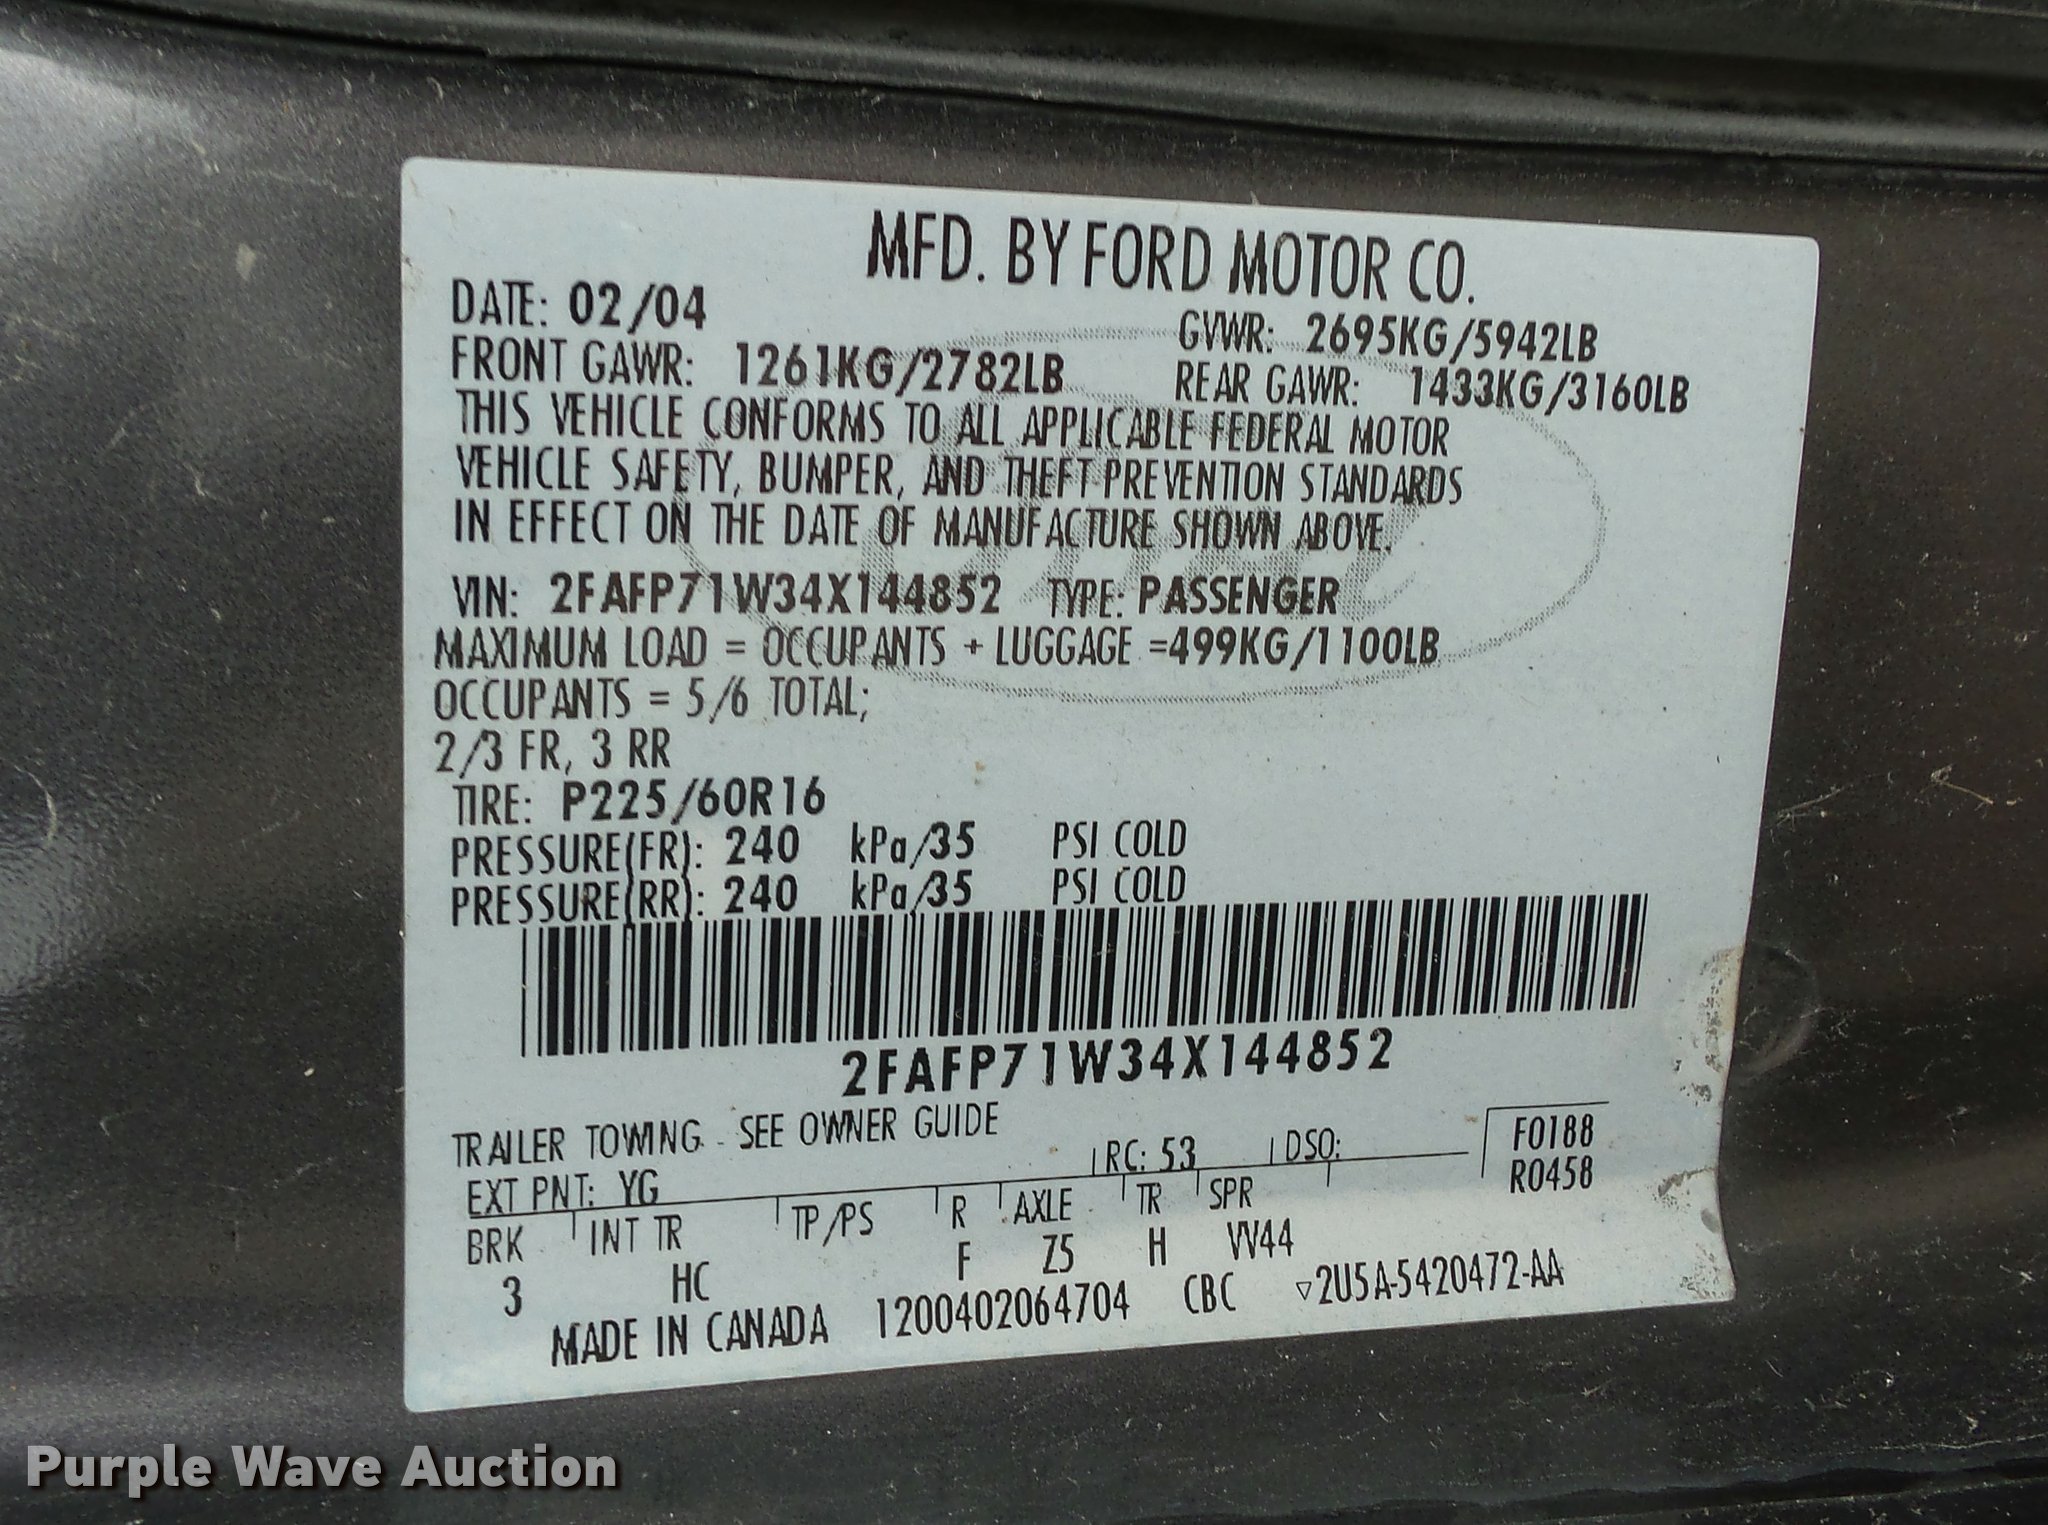 MFD. BY FORD MOTOR CO.
DATE: 02/04
GVWR: 2695KG/5942LB
FRONT GAWR: 1261KG/2782LB
REAR GAWR: 1433KG/3160LB
THIS VEHICLE CONFORMS TO ALL APPLICABLE FEDERAL MOTOR
VEHICLE SAFETY, BUMPER, AND THEFT PREVENTION STANDARDS
IN EFFECT ON THE DATE OF MANUFACTURE SHOWN ABOVE.
VIN: 2FAFP71W34X144852 TYPE: PASSENGER
MAXIMUM LOAD = OCCUPANTS + LUGGAGE =499KG/1100LB
OCCUPANTS = 5/6 TOTAL;
2/3 FR, 3 RR
TIRE: P225/60R16
PRESSURE(FR): 240 kPa/35 PSI COLD
PRESSURE(RR): 240 kPa/35 PSI COLD
2FAFP71W34X144852
TRAILER TOWING - SEE OWNER GUIDE
F0188
R0458
EXT PNT: YG RC: 53 DSO:
BRK INT TR TP/PS R AXLE TR SPR
3 HC F Z5 H VV44
MADE IN CANADA 1200402064704 CBC ▽2U5A-5420472-AA
Purple Wave Auction